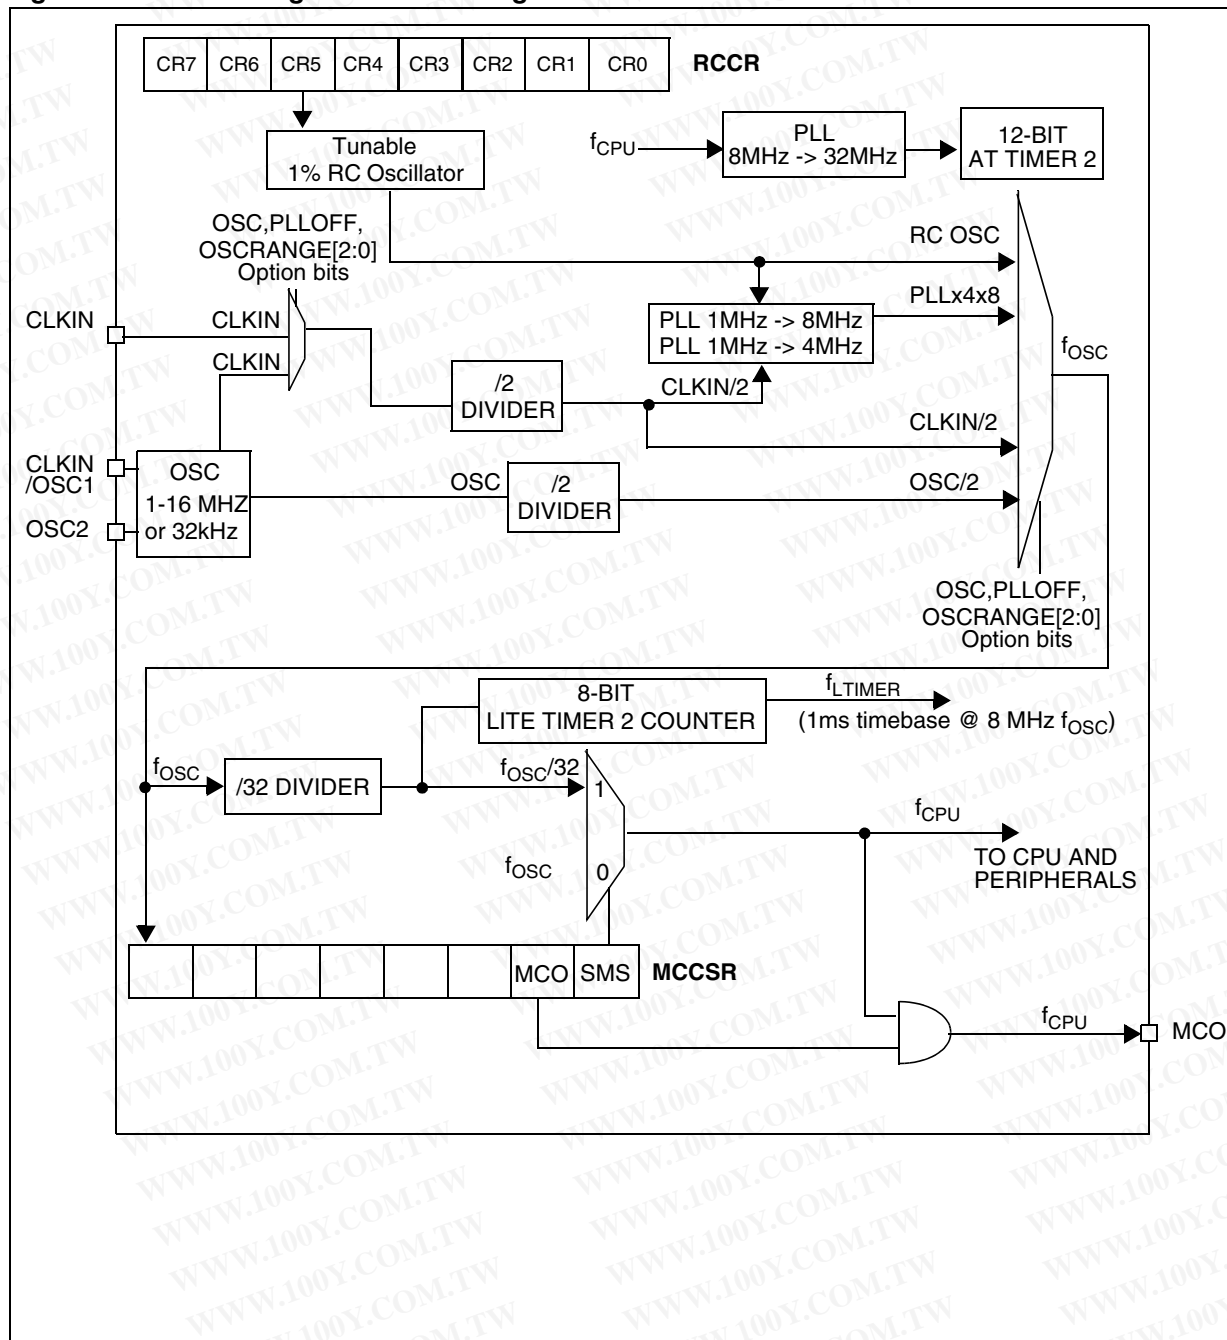 CR7 CR6 CR5 CR4 CR3 CR2 CR1 CR0 RCCR
Tunable
1% RC Oscillator
fCPU
PLL
8MHz -> 32MHz
12-BIT
AT TIMER 2
OSC,PLLOFF,
OSCRANGE[2:0]
Option bits
RC OSC
PLLx4x8
CLKIN
CLKIN
CLKIN
PLL 1MHz -> 8MHz
PLL 1MHz -> 4MHz
fOSC
/2
DIVIDER
CLKIN/2
CLKIN/2
CLKIN
/OSC1
OSC2
OSC
1-16 MHZ
or 32kHz
OSC
/2
DIVIDER
OSC/2
OSC,PLLOFF,
OSCRANGE[2:0]
Option bits
8-BIT
LITE TIMER 2 COUNTER
fLTIMER
(1ms timebase @ 8 MHz fOSC)
fOSC
/32 DIVIDER
fOSC/32
1
fOSC
0
fCPU
TO CPU AND
PERIPHERALS
MCO SMS MCCSR
fCPU
MCO
WWW.100Y.COM.TW